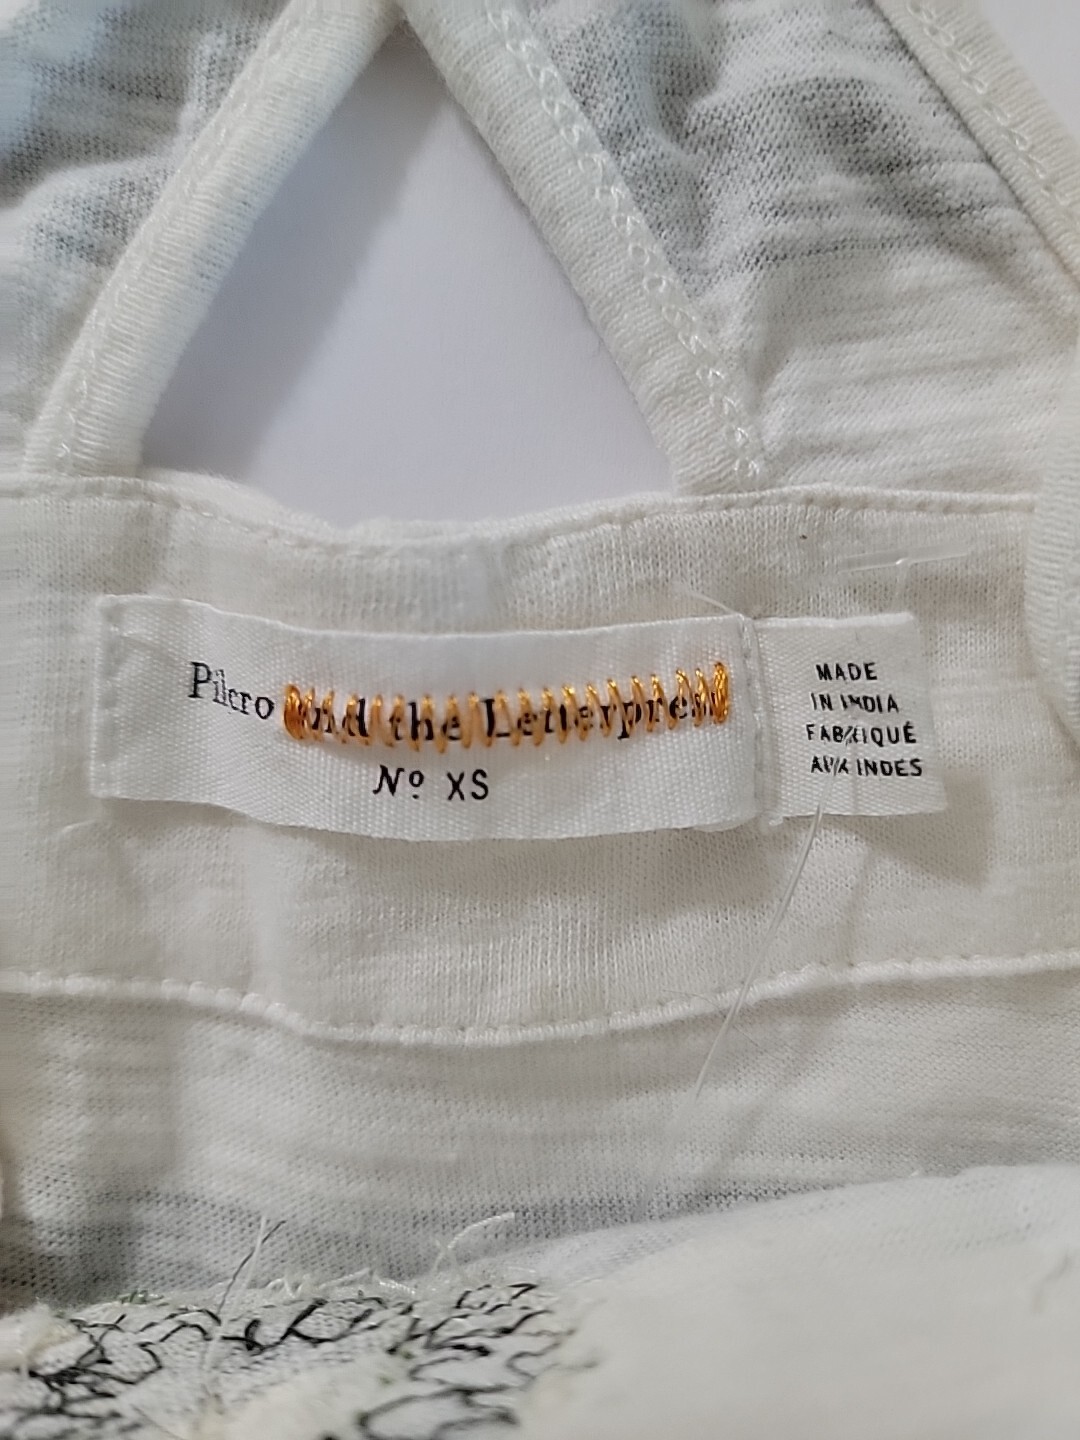 Pilcro and the Letterpress
Nº XS
MADE
IN INDIA
FABRIQUÉ
AUX INDES